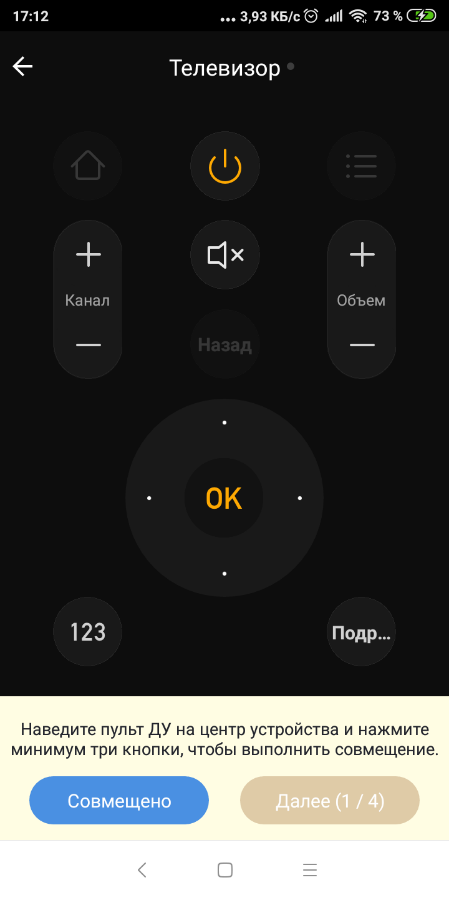 17:12
... 3,93 КБ/с 73 %
Телевизор
Канал
Объем
Назад
OK
123
Подр...
Наведите пульт ДУ на центр устройства и нажмите
минимум три кнопки, чтобы выполнить совмещение.
Совмещено
Далее (1 / 4)